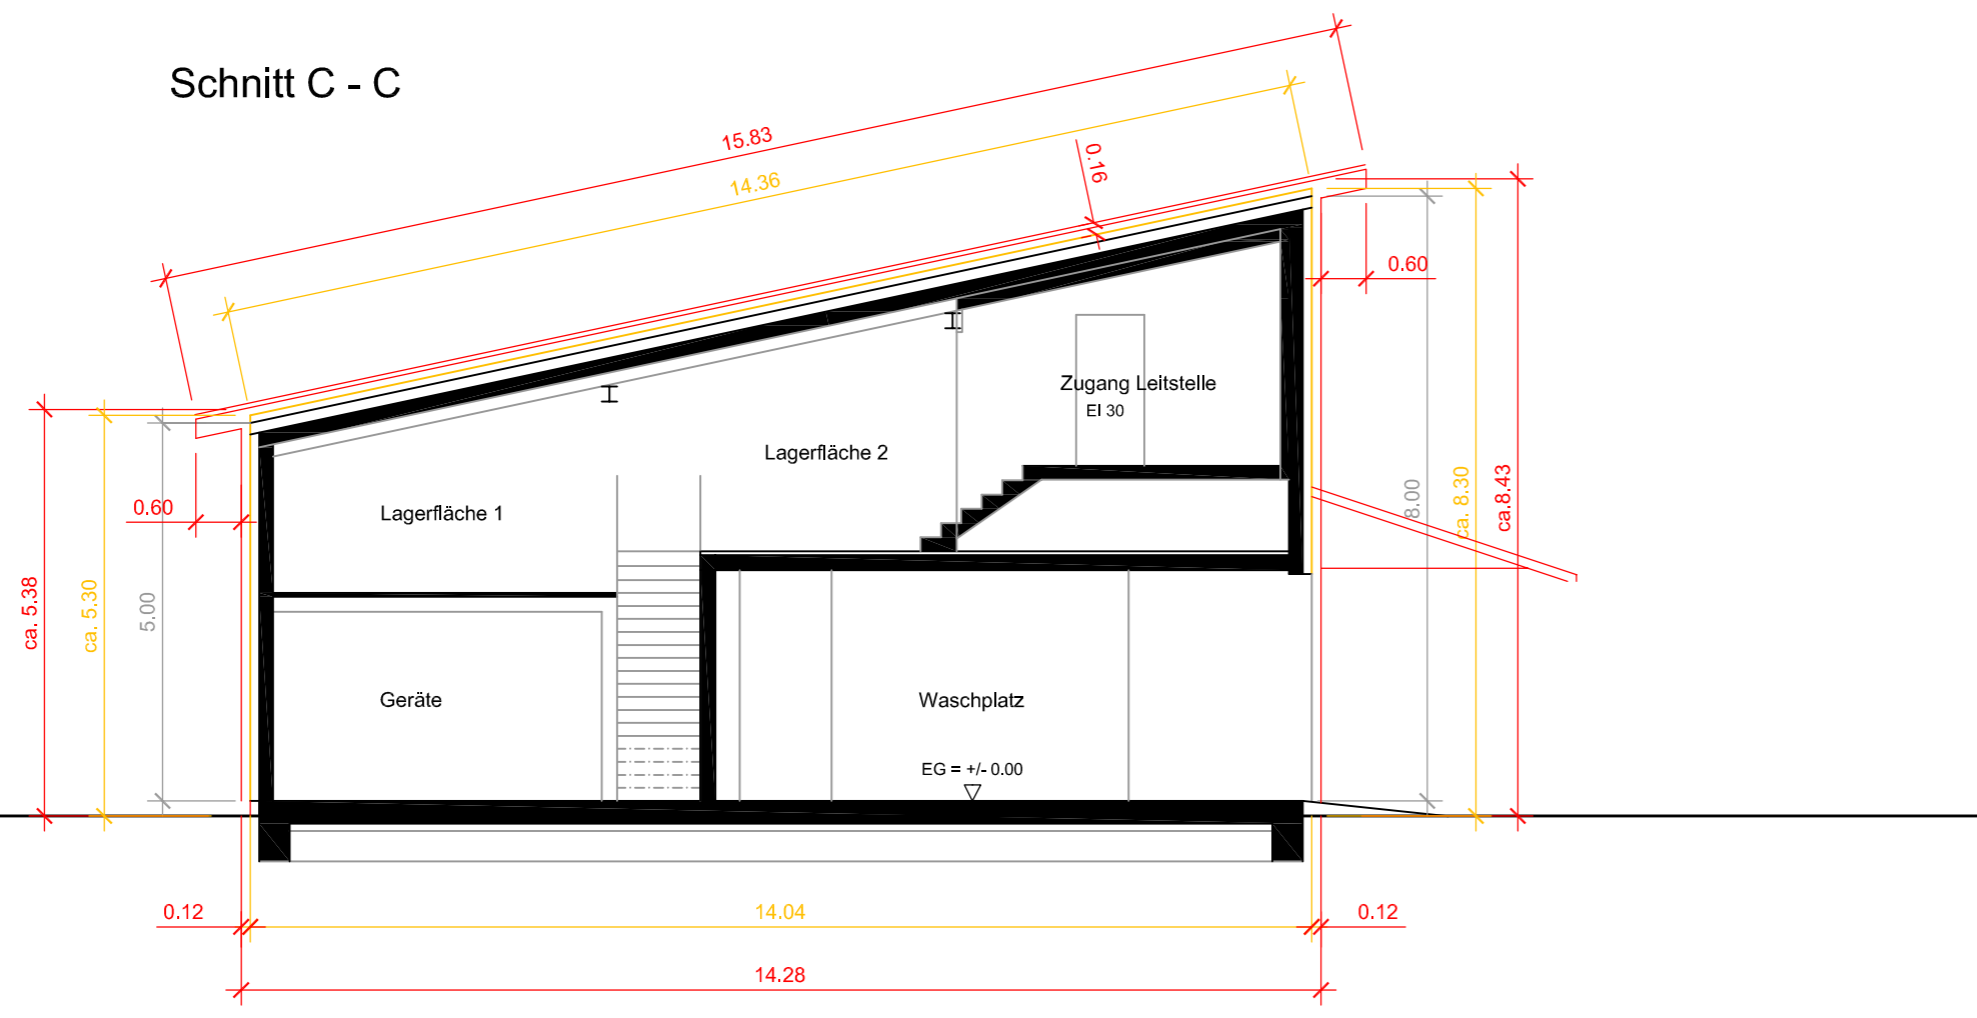 Schnitt C - C
15.83
14.36
0.16
0.60
Zugang Leitstelle
EI 30
Lagerfläche 2
Lagerfläche 1
0.60
8.00
ca. 8.30
ca.8.43
ca. 5.38
ca. 5.30
5.00
Geräte
Waschplatz
EG = +/- 0.00
0.12
14.04
0.12
14.28